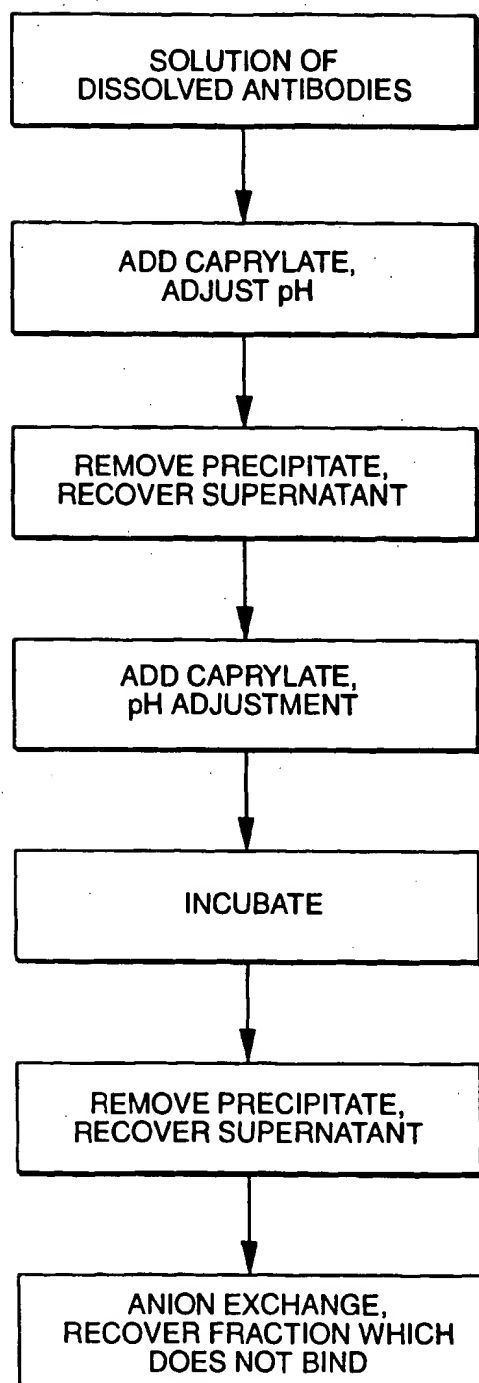 SOLUTION OF
DISSOLVED ANTIBODIES
ADD CAPRYLATE,
ADJUST pH
REMOVE PRECIPITATE,
RECOVER SUPERNATANT
ADD CAPRYLATE,
pH ADJUSTMENT
INCUBATE
REMOVE PRECIPITATE,
RECOVER SUPERNATANT
ANION EXCHANGE,
RECOVER FRACTION WHICH
DOES NOT BIND